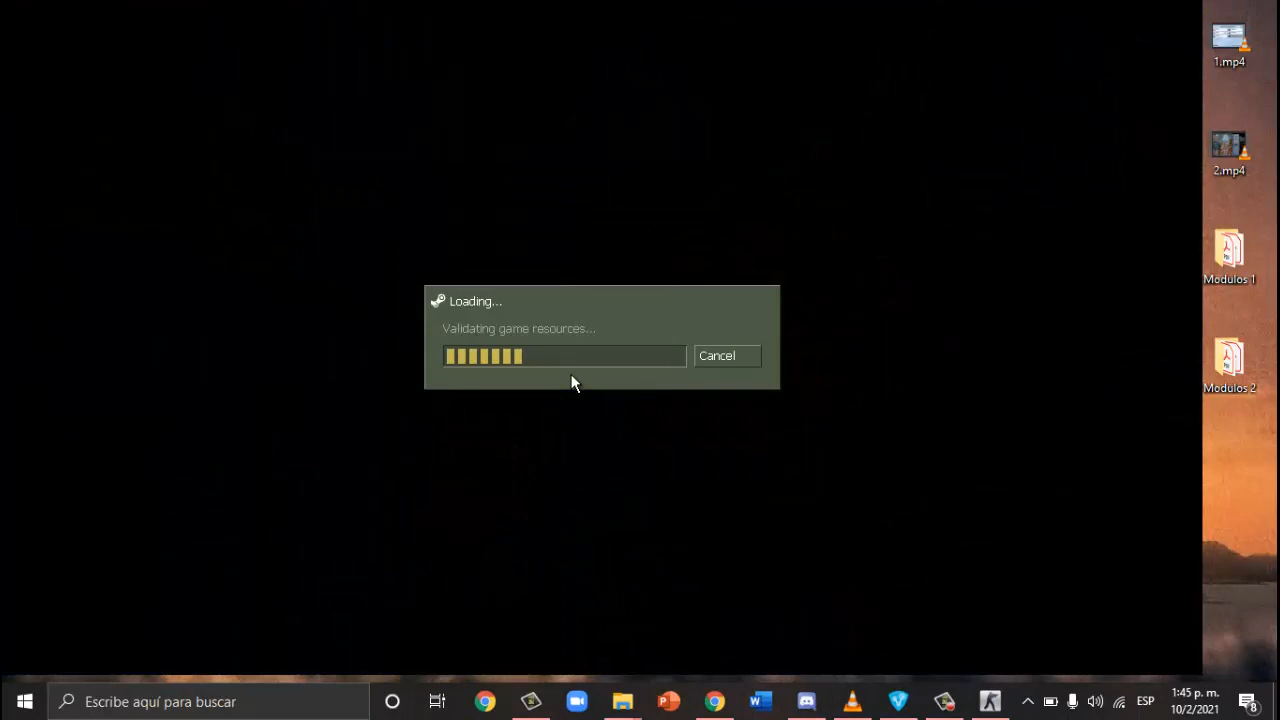 1.mp4
2.mp4
Modulos 1
Loading...
Validating game resources...
Cancel
Modulos 2
Escribe aquí para buscar
ESP
1:45 p. m.
10/2/2021
8